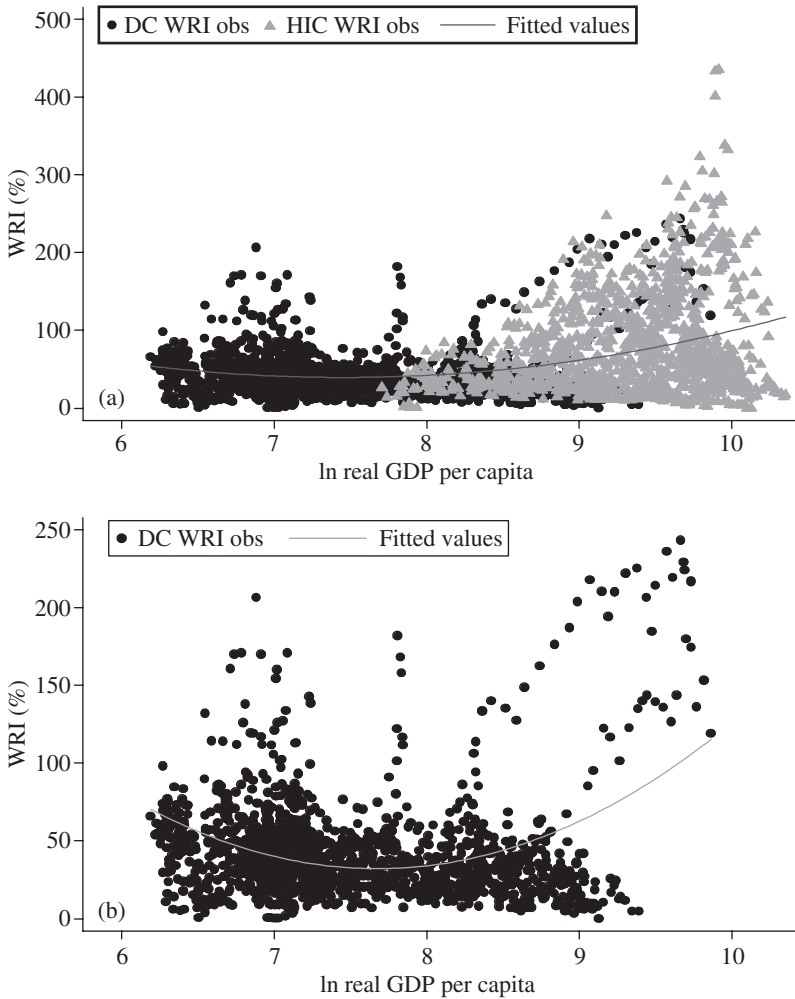 500
DC WRI obs HIC WRI obs Fitted values
400
300
WRI (%)
200
100
0
(a)
6 7 8 9 10
ln real GDP per capita
250
DC WRI obs Fitted values
200
150
WRI (%)
100
50
0
(b)
6 7 8 9 10
ln real GDP per capita